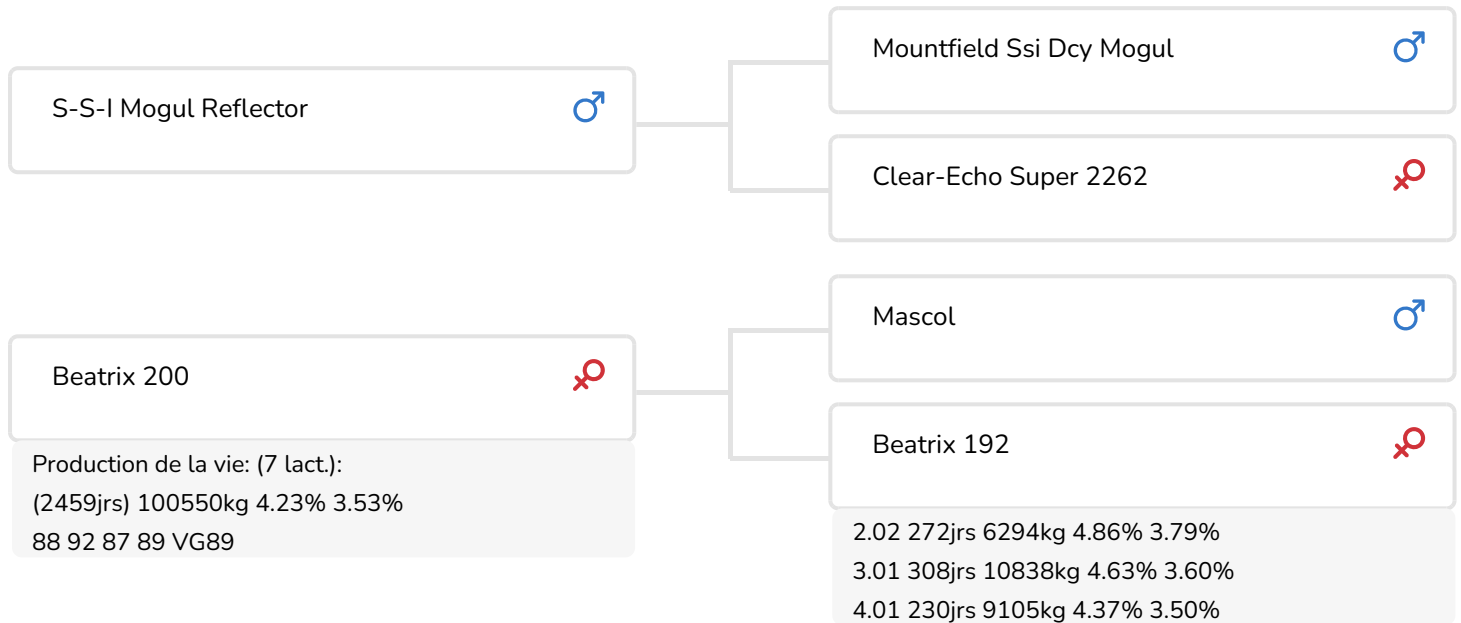 S-S-I Mogul Reflector
Mountfield Ssi Dcy Mogul
Clear-Echo Super 2262
Beatrix 200
Production de la vie: (7 lact.):
(2459jrs) 100550kg 4.23% 3.53%
88 92 87 89 VG89
Mascol
Beatrix 192
2.02 272jrs 6294kg 4.86% 3.79%
3.01 308jrs 10838kg 4.63% 3.60%
4.01 230jrs 9105kg 4.37% 3.50%